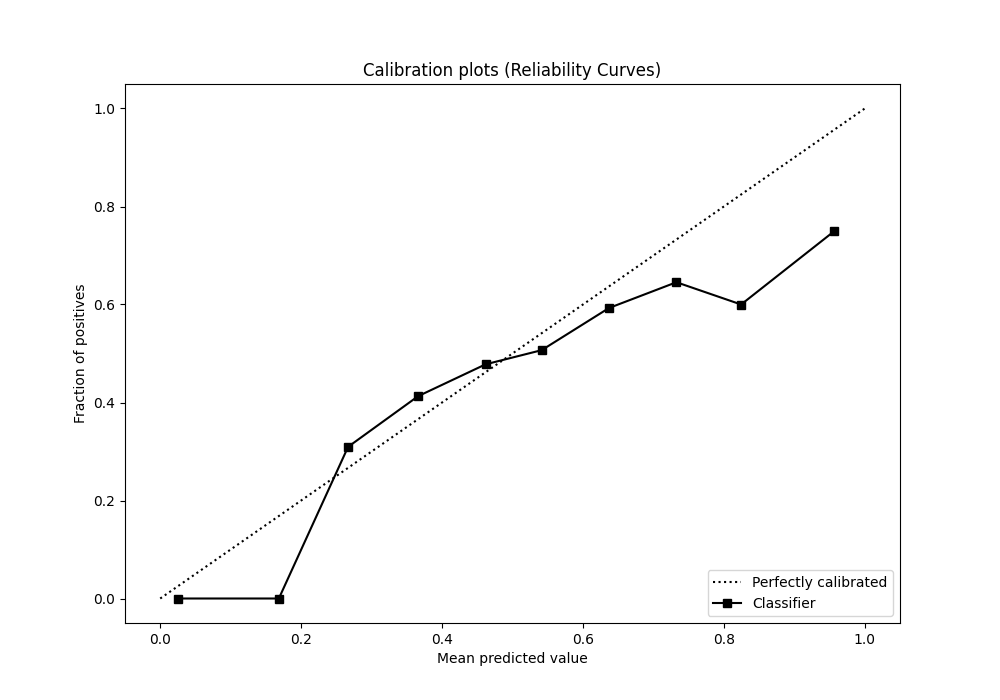 Calibration plots (Reliability Curves)
1.0
0.8
0.6
0.4
0.2
0.0
Fraction of positives
0.0 0.2 0.4 0.6 0.8 1.0
Mean predicted value
Perfectly calibrated
Classifier